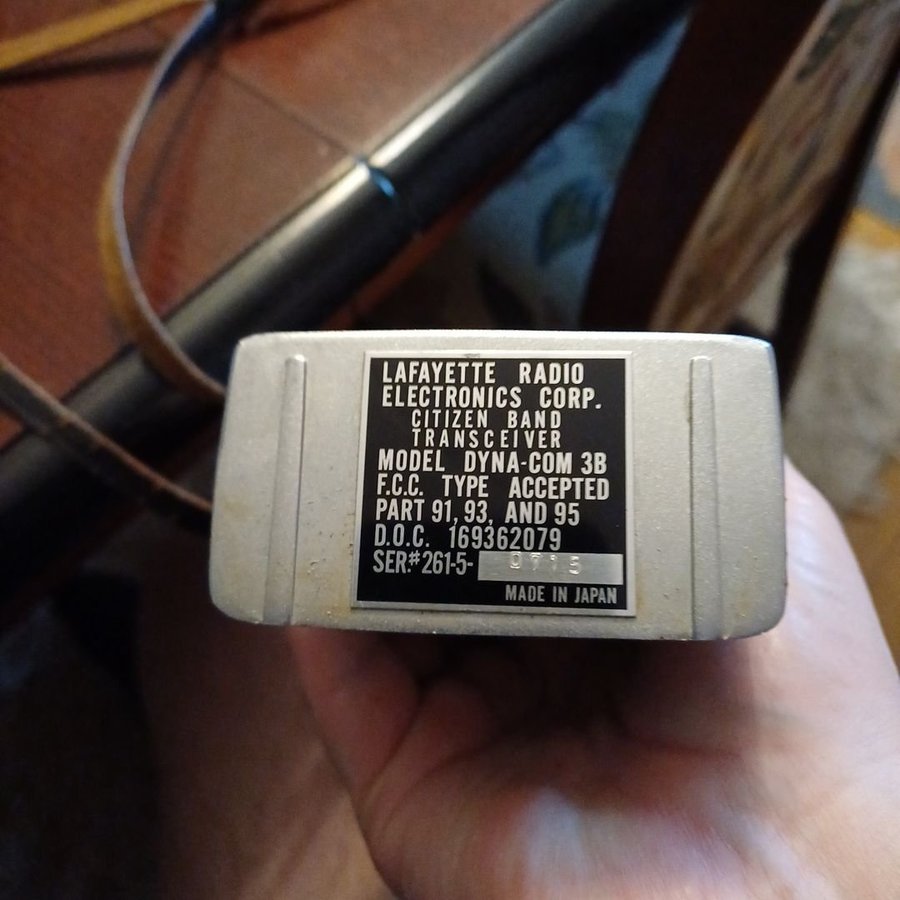 LAFAYETTE RADIO
ELECTRONICS CORP.
CITIZEN BAND
TRANSCEIVER
MODEL DYNA-COM 3B
F.C.C. TYPE ACCEPTED
PART 91, 93, AND 95
D.O.C. 169362079
SER.# 261-5- 0715
MADE IN JAPAN